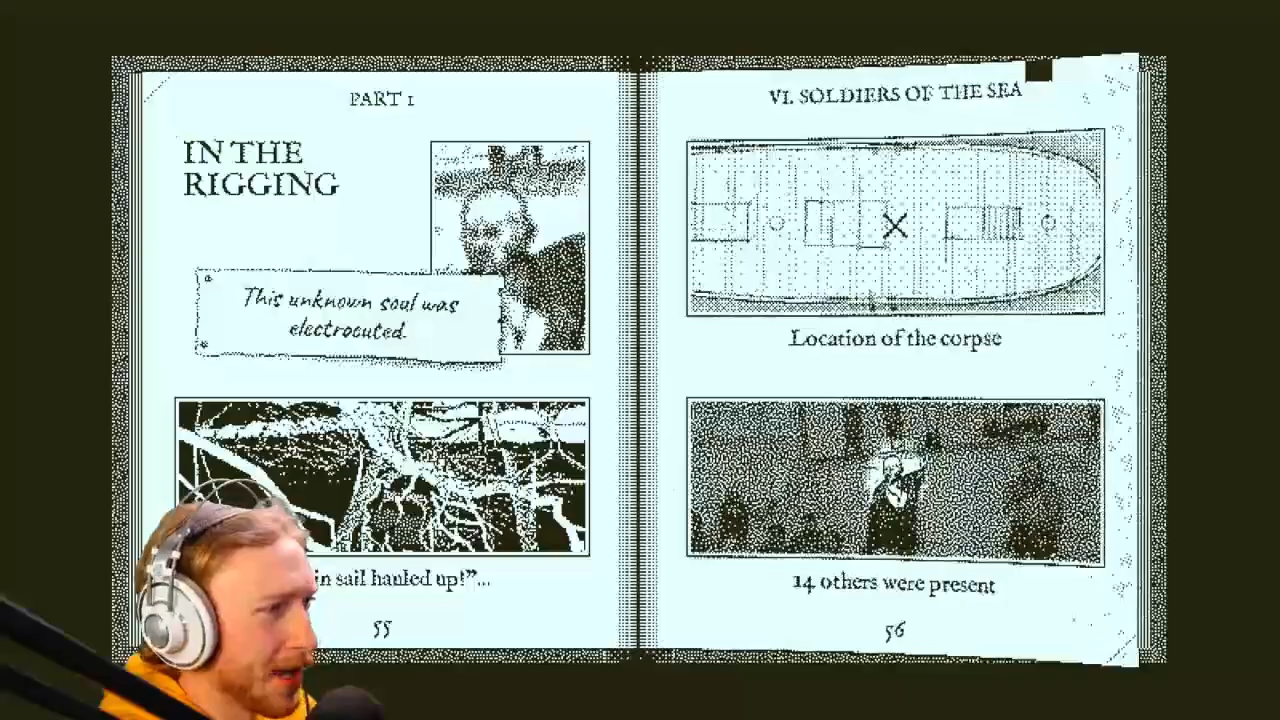 PART 1
IN THE
RIGGING
This unknown soul was
electrocuted.
in sail hauled up!”...
55
VI. SOLDIERS OF THE SEA
Location of the corpse
14 others were present
56